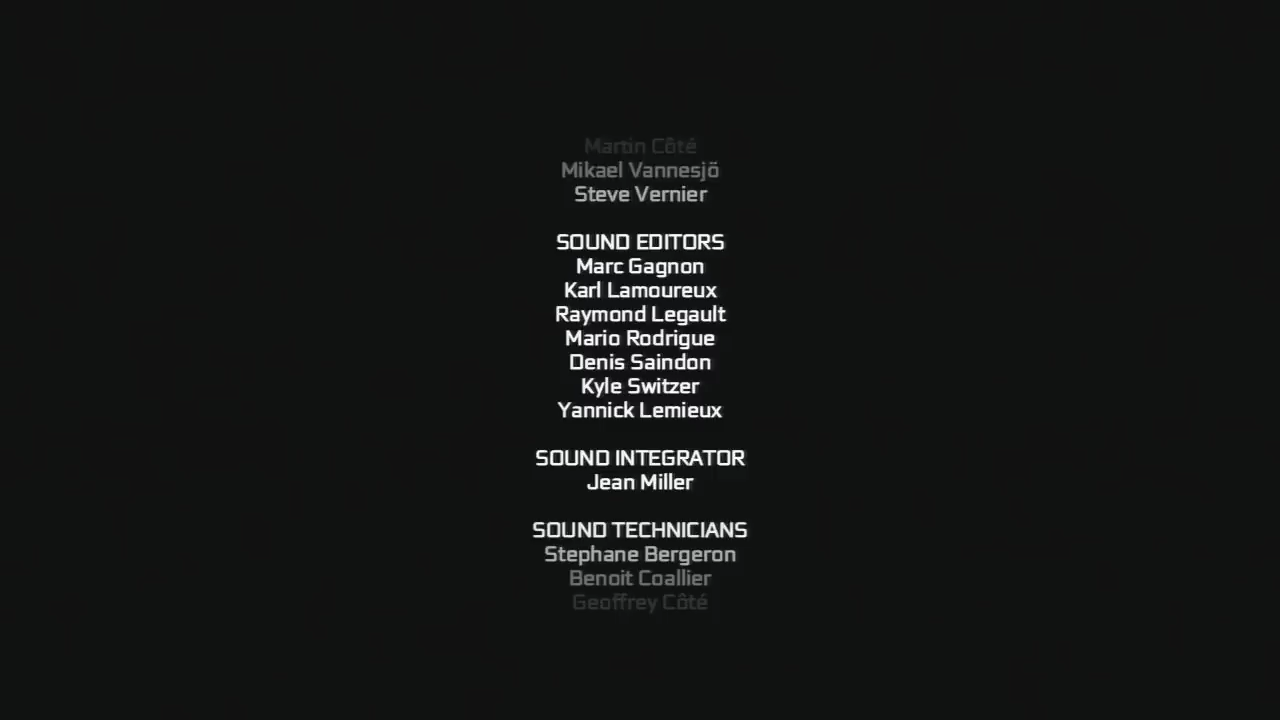 Martin Côté
Mikael Vannesjö
Steve Vernier
SOUND EDITORS
Marc Gagnon
Karl Lamoureux
Raymond Legault
Mario Rodrigue
Denis Saindon
Kyle Switzer
Yannick Lemieux
SOUND INTEGRATOR
Jean Miller
SOUND TECHNICIANS
Stephane Bergeron
Benoit Coallier
Geoffrey Côté